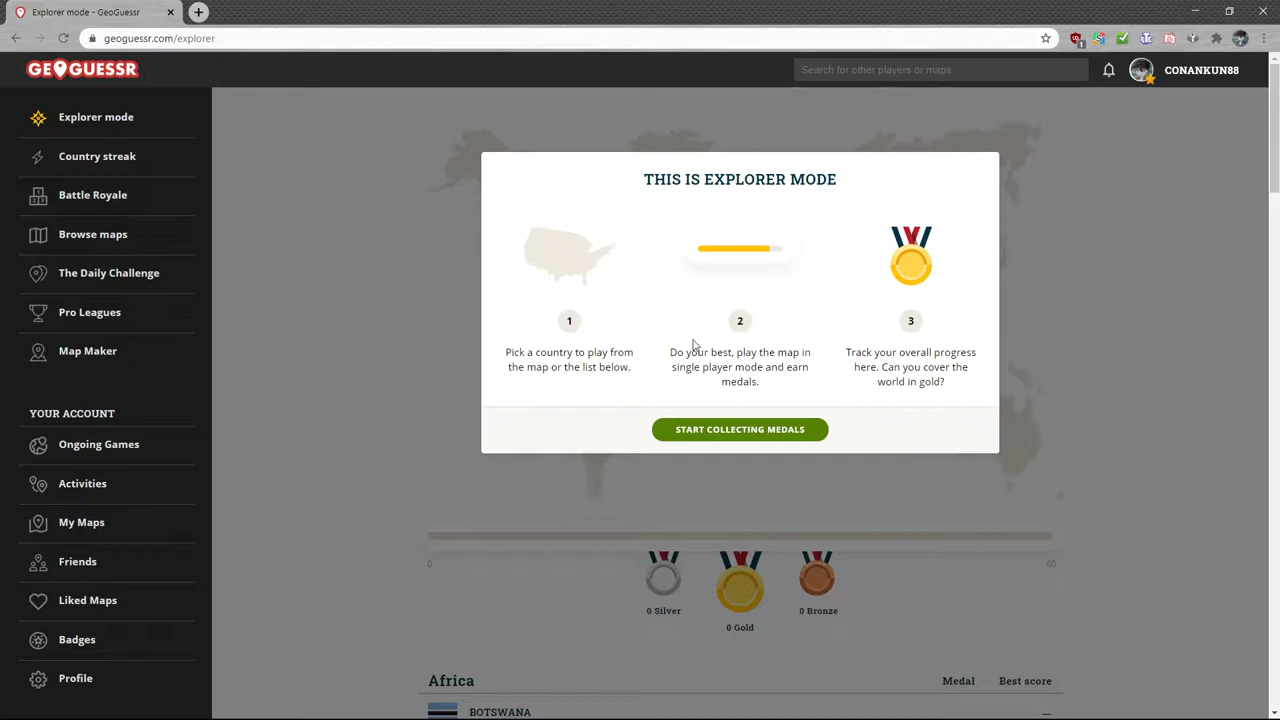 Explorer mode - GeoGuessr
geoguessr.com/explorer
1
GEOGUESSR
Search for other players or maps
CONANKUN88
Explorer mode
Country streak
Battle Royale
Browse maps
The Daily Challenge
Pro Leagues
Map Maker
YOUR ACCOUNT
Ongoing Games
Activities
My Maps
Friends
Liked Maps
Badges
Profile
THIS IS EXPLORER MODE
1
Pick a country to play from
the map or the list below.
2
Do your best, play the map in
single player mode and earn
medals.
3
Track your overall progress
here. Can you cover the
world in gold?
START COLLECTING MEDALS
0
60
0 Silver
0 Gold
0 Bronze
Africa
Medal
Best score
BOTSWANA
—